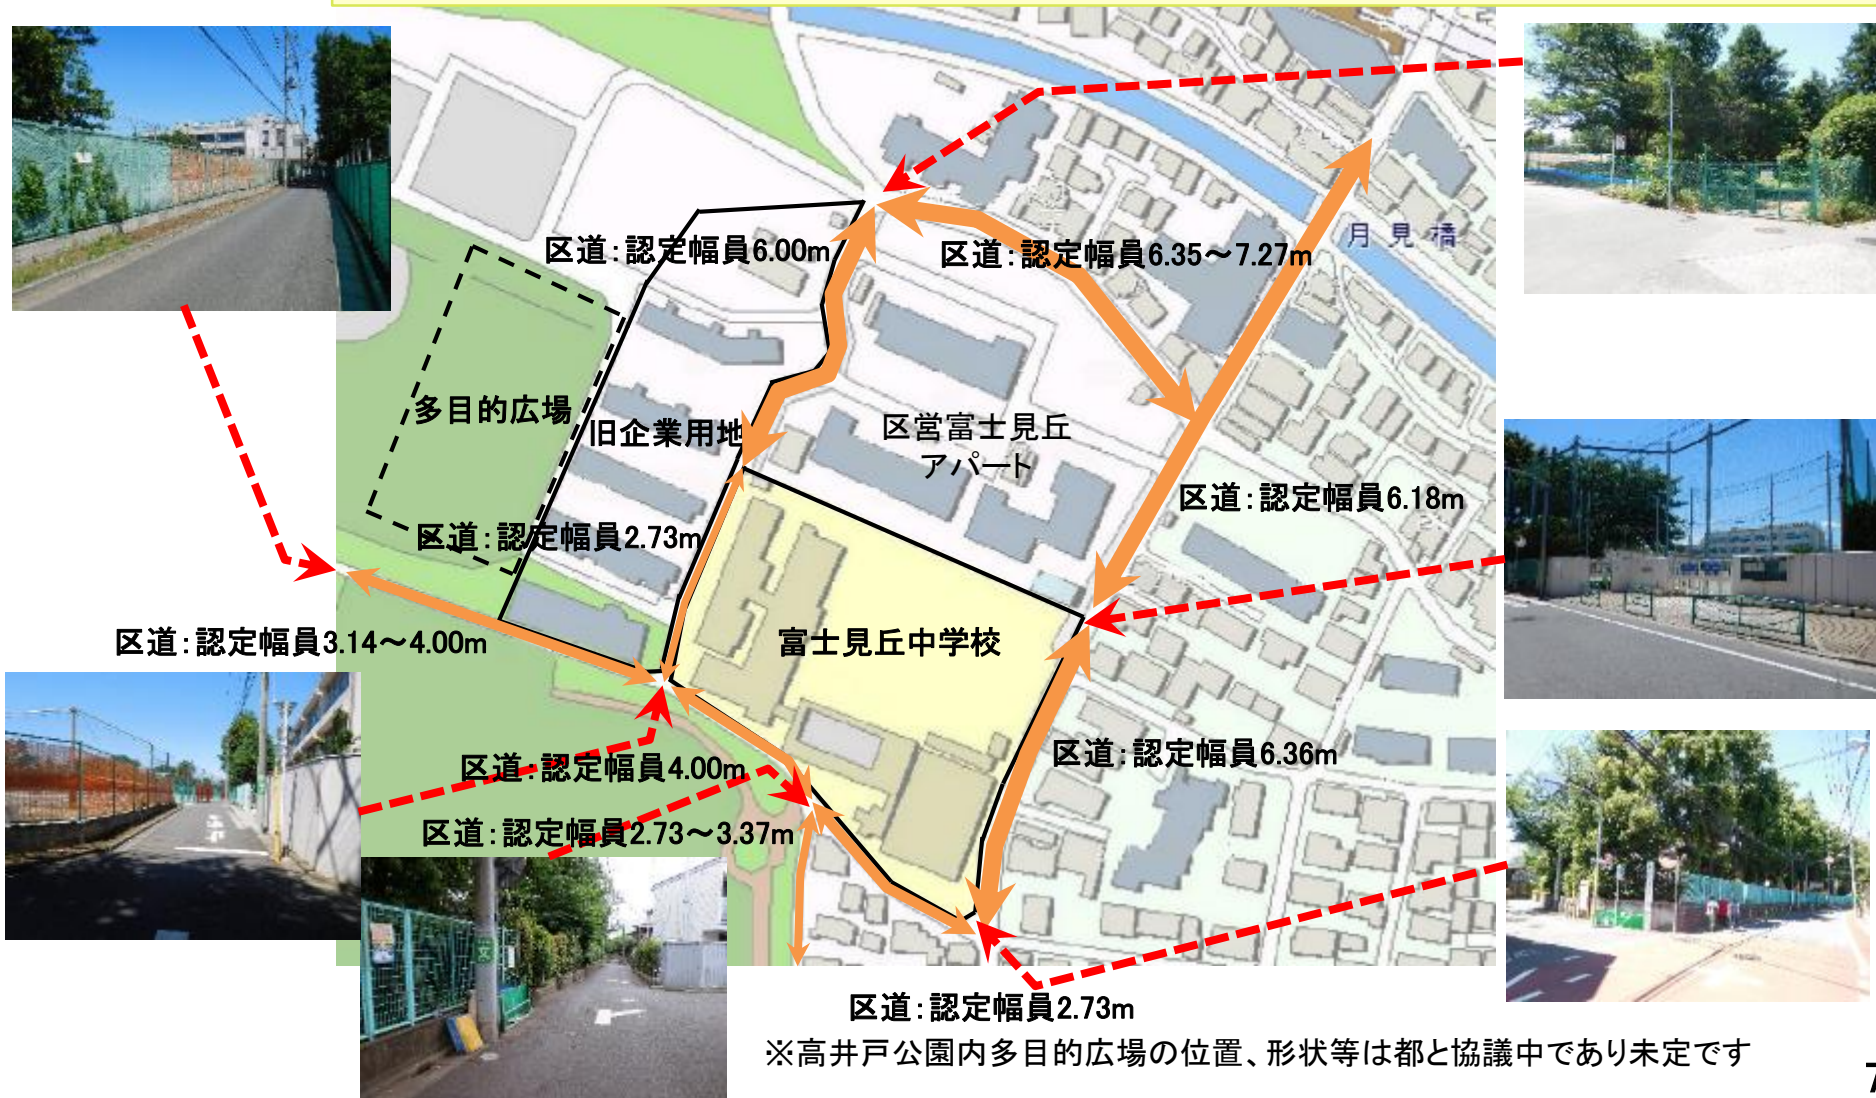 区道：認定幅員6.00m
区道：認定幅員6.35～7.27m
月見橋
多目的広場
旧企業用地
区営富士見丘
アパート
区道：認定幅員6.18m
区道：認定幅員2.73m
区道：認定幅員3.14～4.00m
富士見丘中学校
区道：認定幅員4.00m
区道：認定幅員6.36m
区道：認定幅員2.73～3.37m
区道：認定幅員2.73m
※高井戸公園内多目的広場の位置、形状等は都と協議中であり未定です
7